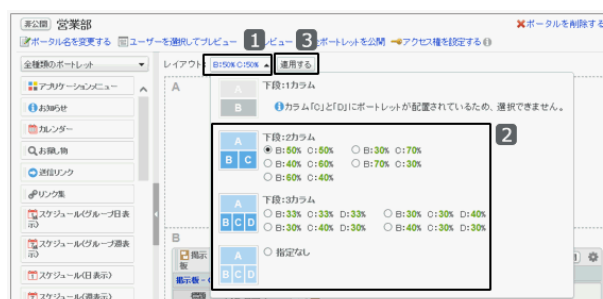 非公開 営業部
✖ポータルを削除する
ポータル名を変更する ユーザーを選択してプレビュー 1 レビュー 3 ポートレットを公開 アクセス権を設定する
全種類のポートレット
レイアウト: B:50% C:50% 適用する
アプリケーションメニュー
お知らせ
カレンダー
Q お探し物
送信リンク
リンク集
スケジュール(グループ日表示)
スケジュール(グループ週表示)
スケジュール(日表示)
スケジュール(週表示)
A
A
B
下段:1カラム
カラム「C」と「D」にポートレットが配置されているため、選択できません。
2
A
B C
下段:2カラム
B:50% C:50% B:30% C:70%
B:40% C:60% B:70% C:30%
B:60% C:40%
A
B C D
下段:3カラム
B:33% C:33% D:33% B:30% C:30% D:40%
B:30% C:40% D:30% B:40% C:30% D:30%
A
B C D
指定なし
B
掲示板
掲示板 -